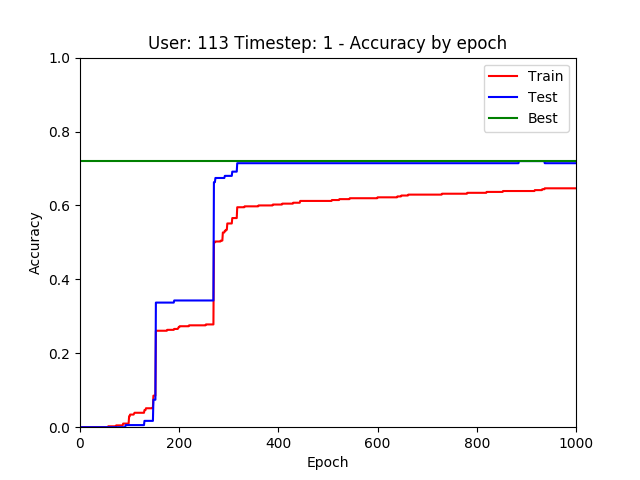 User: 113 Timestep: 1 - Accuracy by epoch
1.0
0.8
0.6
0.4
0.2
0.0
Accuracy
Train
Test
Best
0 200 400 600 800 1000
Epoch